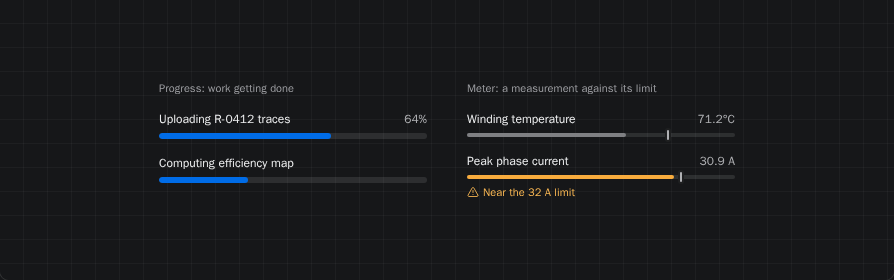 Progress: work getting done
Uploading R-0412 traces 64%
Computing efficiency map
Meter: a measurement against its limit
Winding temperature 71.2°C
Peak phase current 30.9 A
Near the 32 A limit